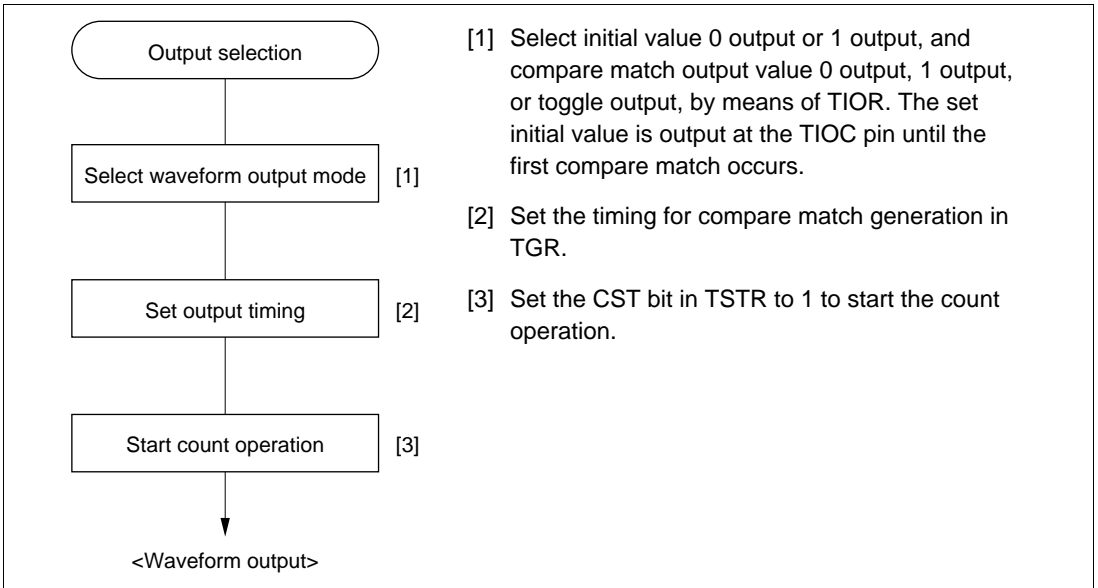 Output selection
Select waveform output mode [1]
Set output timing [2]
Start count operation [3]
<Waveform output>
[1] Select initial value 0 output or 1 output, and
compare match output value 0 output, 1 output,
or toggle output, by means of TIOR. The set
initial value is output at the TIOC pin until the
first compare match occurs.
[2] Set the timing for compare match generation in
TGR.
[3] Set the CST bit in TSTR to 1 to start the count
operation.